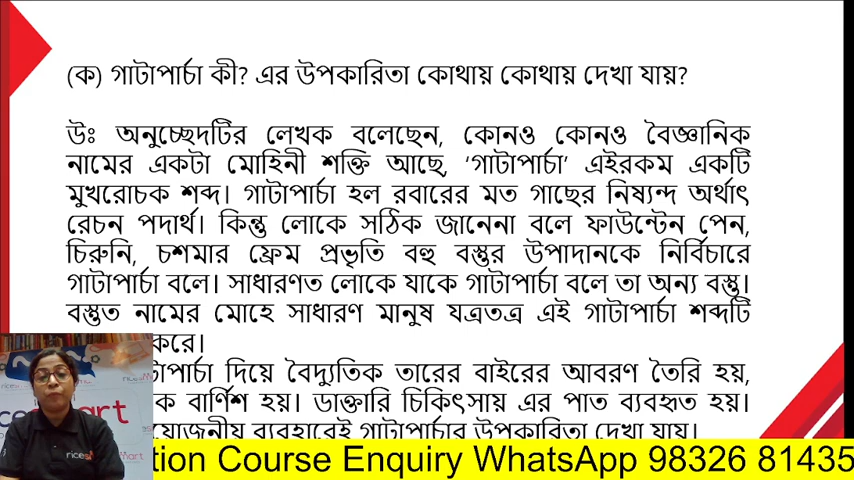 (ক) গাটাপার্চা কী? এর উপকারিতা কোথায় কোথায় দেখা যায়?
উঃ অনুচ্ছেদটির লেখক বলেছেন, কোনও কোনও বৈজ্ঞানিক
নামের একটা মোহিনী শক্তি আছে, ‘গাটাপার্চা’ এইরকম একটি
মুখরোচক শব্দ। গাটাপার্চা হল রবারের মত গাছের নিষ্যন্দ অর্থাৎ
রেচন পদার্থ। কিন্তু লোকে সঠিক জানেনা বলে ফাউন্টেন পেন,
চিরুনি, চশমার ফ্রেম প্রভৃতি বহু বস্তুর উপাদানকে নির্বিচারে
গাটাপার্চা বলে। সাধারণত লোকে যাকে গাটাপার্চা বলে তা অন্য বস্তু।
বস্তুত নামের মোহে সাধারণ মানুষ যত্রতত্র এই গাটাপার্চা শব্দটি
করে।
টাপার্চা দিয়ে বৈদ্যুতিক তারের বাইরের আবরণ তৈরি হয়,
ক বার্ণিশ হয়। ডাক্তারি চিকিৎসায় এর পাত ব্যবহৃত হয়।
য়োজনীয় ব্যবহারেই গাটাপার্চার উপকারিতা দেখা যায়।
tion Course Enquiry WhatsApp 98326 81435